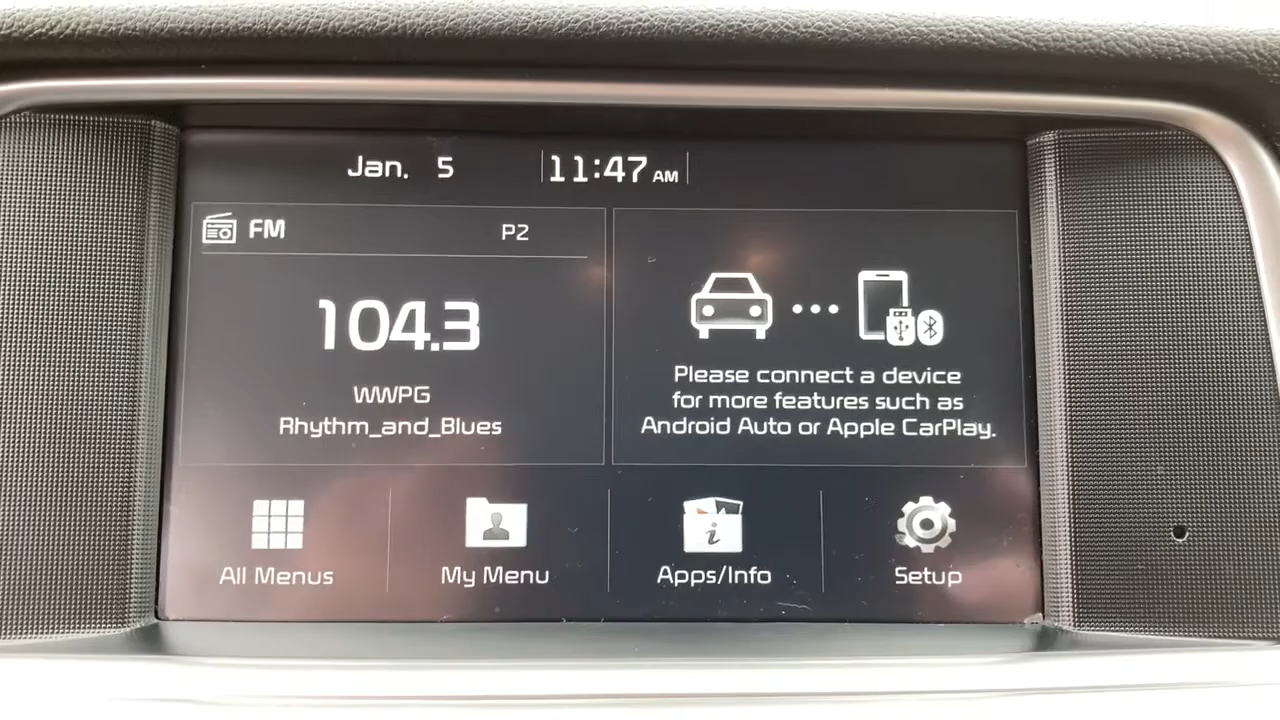 Jan. 5 11:47 AM
FM P2
104.3
WWPG
Rhythm_and_Blues
Please connect a device
for more features such as
Android Auto or Apple CarPlay.
All Menus My Menu Apps/Info Setup